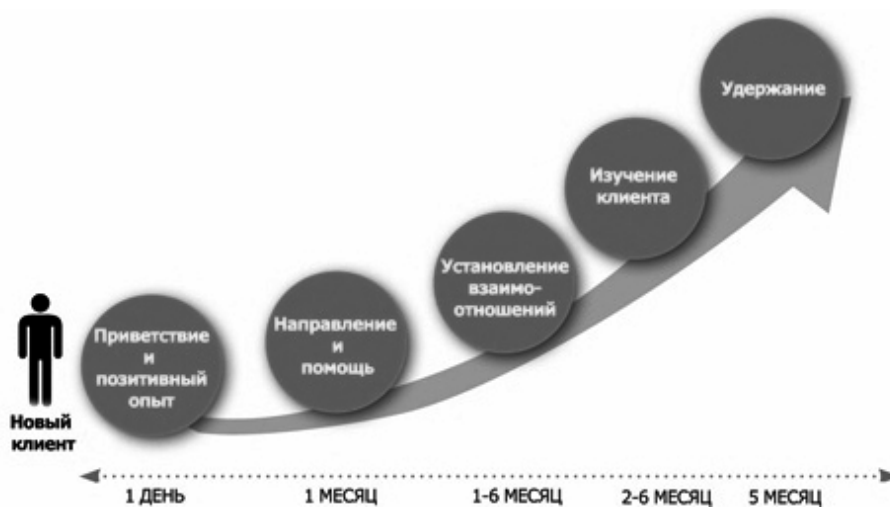 Новый
клиент
Приветствие
и
позитивный
опыт
Направление
и
помощь
Установление
взаимо-
отношений
Изучение
клиента
Удержание
1 ДЕНЬ
1 МЕСЯЦ
1-6 МЕСЯЦ
2-6 МЕСЯЦ
5 МЕСЯЦ